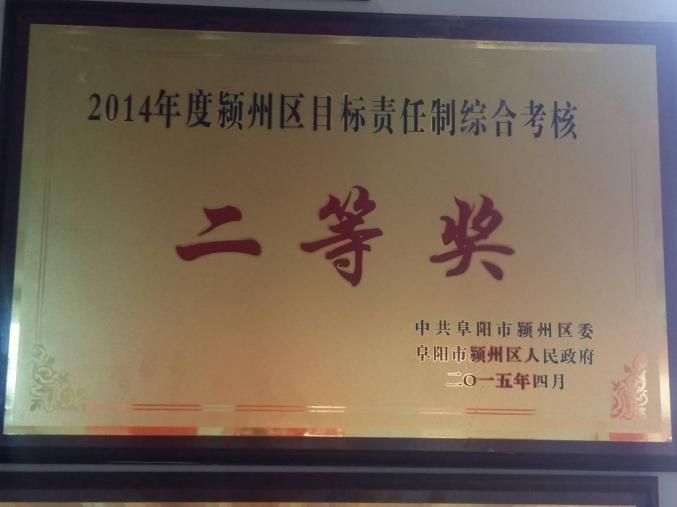 2014年度颍州区目标责任制综合考核
二等奖
中共阜阳市颍州区委
阜阳市颍州区人民政府
二〇一五年四月